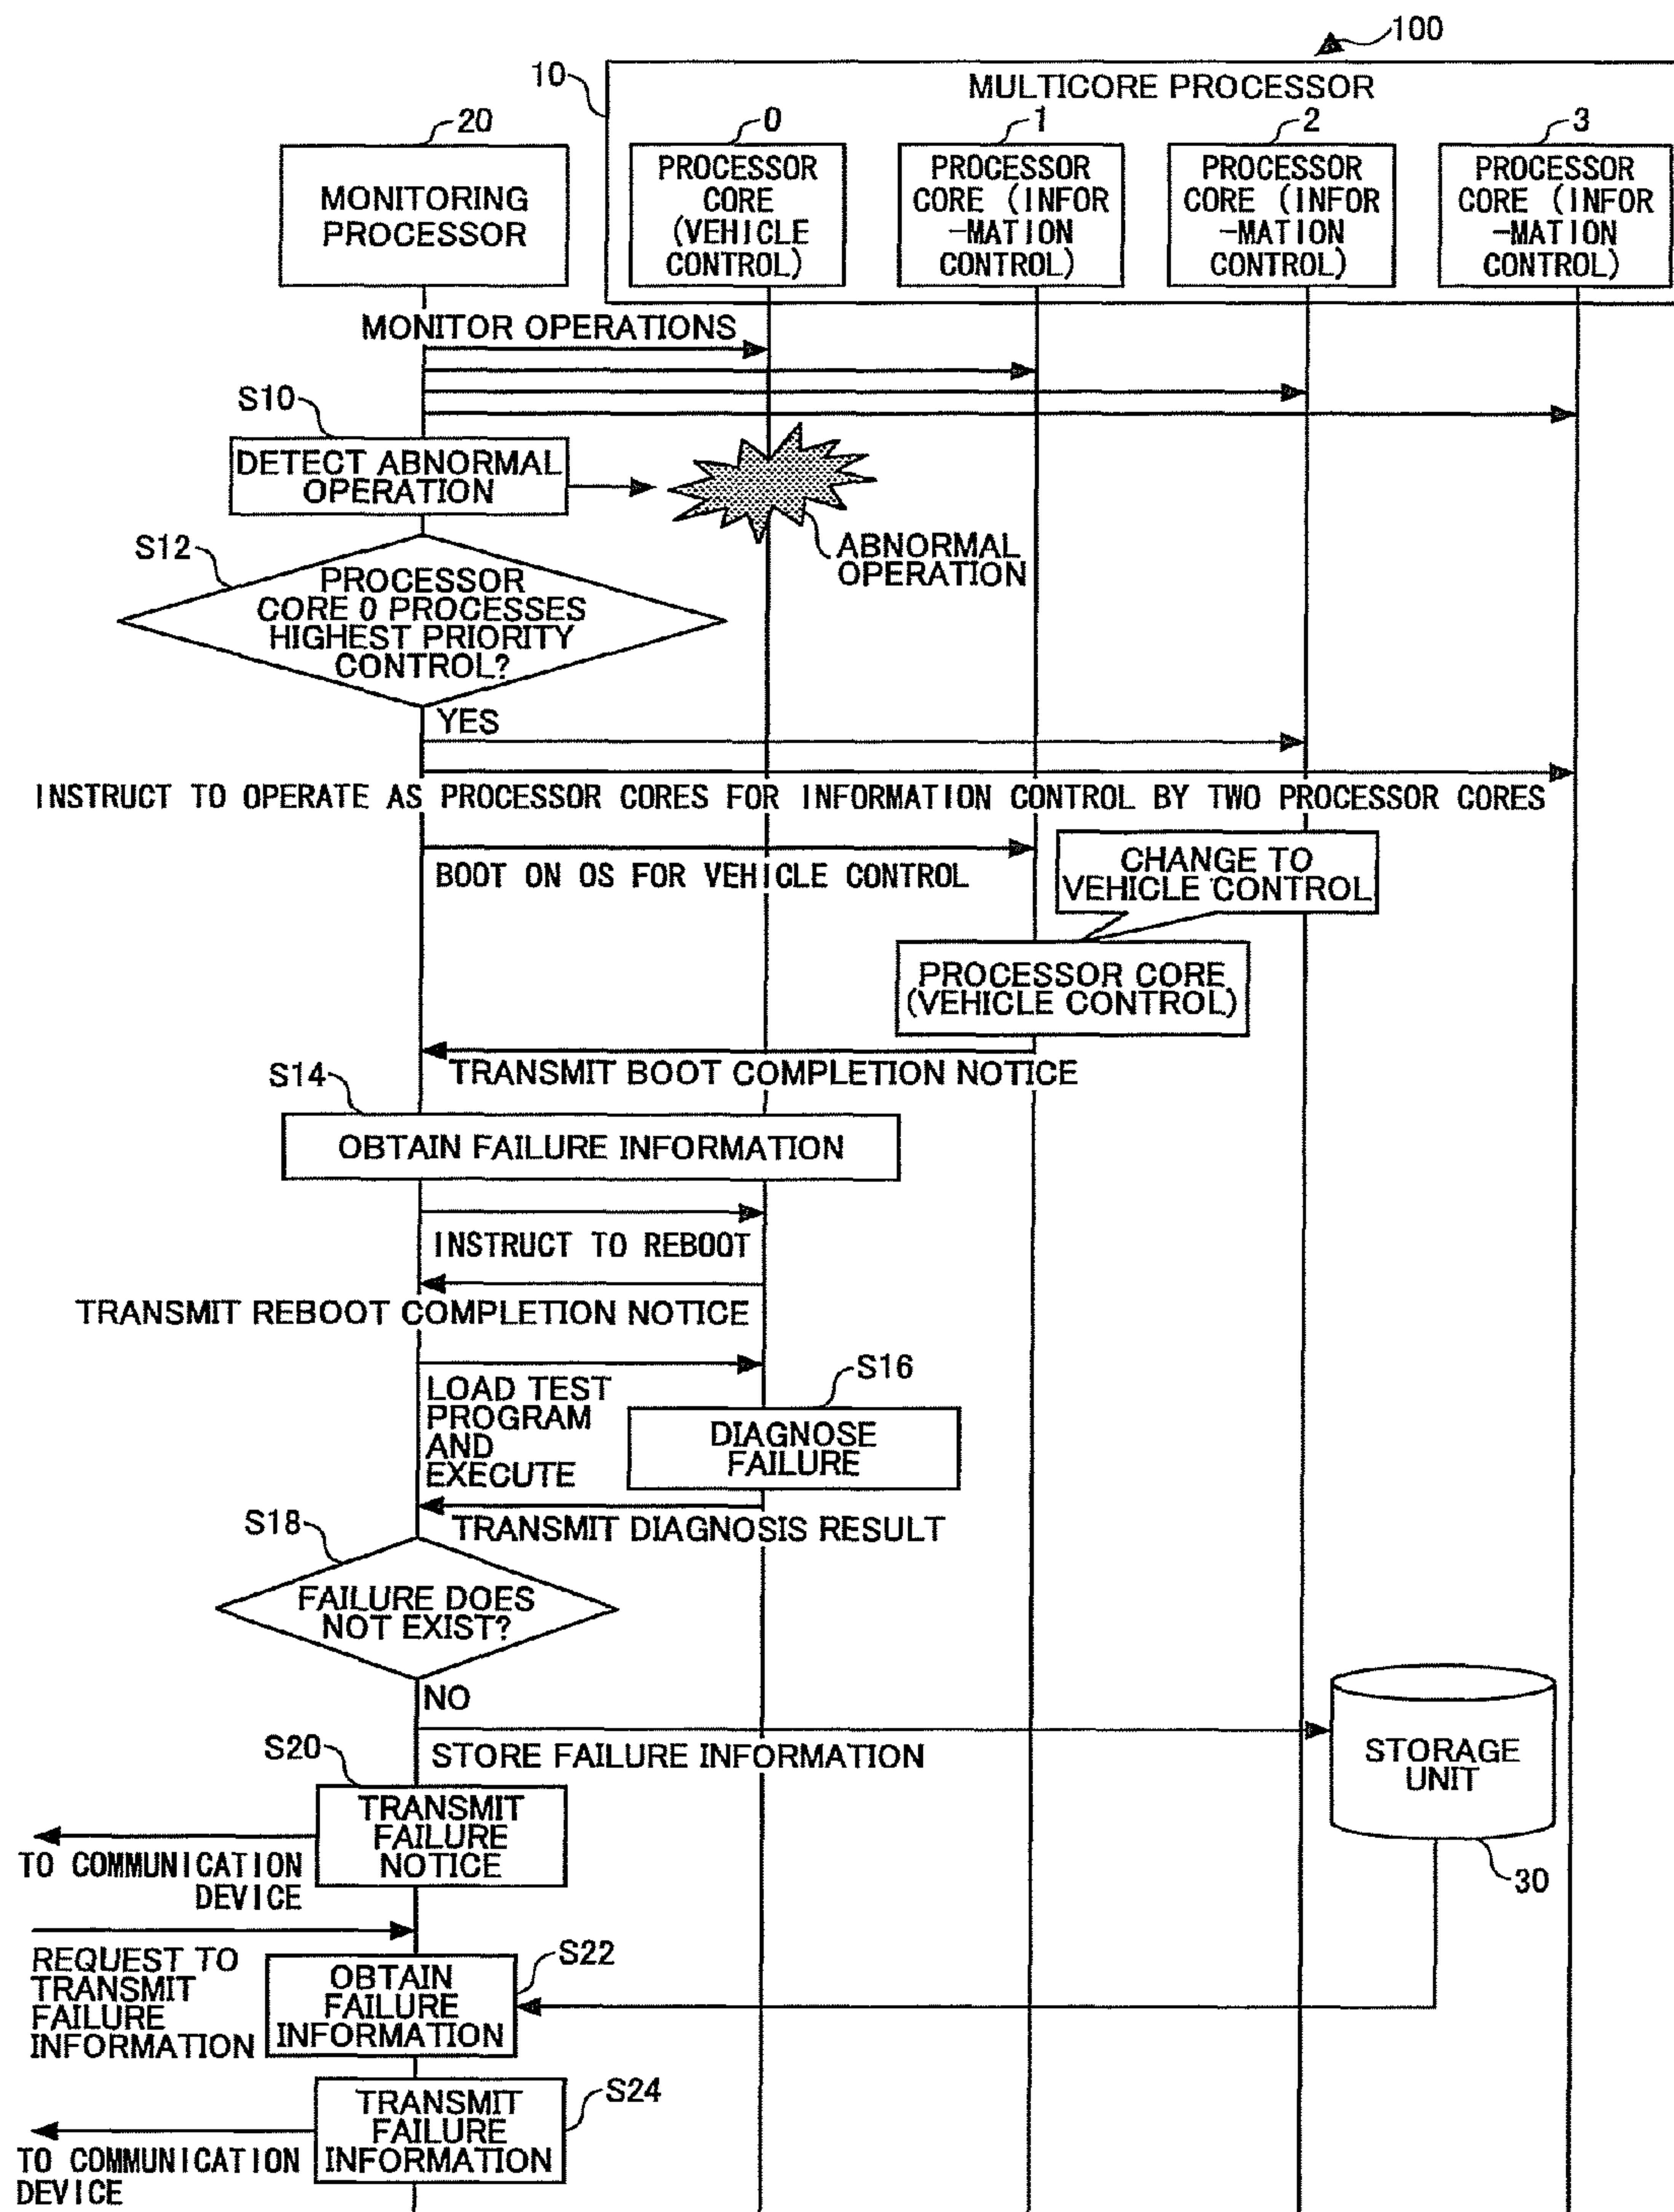 100
10
MULTICORE PROCESSOR
20
0
1
2
3
MONITORING
PROCESSOR
PROCESSOR
CORE
(VEHICLE
CONTROL)
PROCESSOR
CORE (INFOR
-MATION
CONTROL)
PROCESSOR
CORE (INFOR
-MATION
CONTROL)
PROCESSOR
CORE (INFOR
-MATION
CONTROL)
MONITOR OPERATIONS
S10
DETECT ABNORMAL
OPERATION
ABNORMAL
OPERATION
S12
PROCESSOR
CORE 0 PROCESSES
HIGHEST PRIORITY
CONTROL?
YES
INSTRUCT TO OPERATE AS PROCESSOR CORES FOR INFORMATION CONTROL BY TWO PROCESSOR CORES
BOOT ON OS FOR VEHICLE CONTROL
CHANGE TO
VEHICLE CONTROL
PROCESSOR CORE
(VEHICLE CONTROL)
TRANSMIT BOOT COMPLETION NOTICE
S14
OBTAIN FAILURE INFORMATION
INSTRUCT TO REBOOT
TRANSMIT REBOOT COMPLETION NOTICE
LOAD TEST
PROGRAM
AND
EXECUTE
S16
DIAGNOSE
FAILURE
TRANSMIT DIAGNOSIS RESULT
S18
FAILURE DOES
NOT EXIST?
NO
STORE FAILURE INFORMATION
STORAGE
UNIT
30
S20
TRANSMIT
FAILURE
NOTICE
TO COMMUNICATION
DEVICE
REQUEST TO
TRANSMIT
FAILURE
INFORMATION
S22
OBTAIN
FAILURE
INFORMATION
S24
TRANSMIT
FAILURE
INFORMATION
TO COMMUNICATION
DEVICE